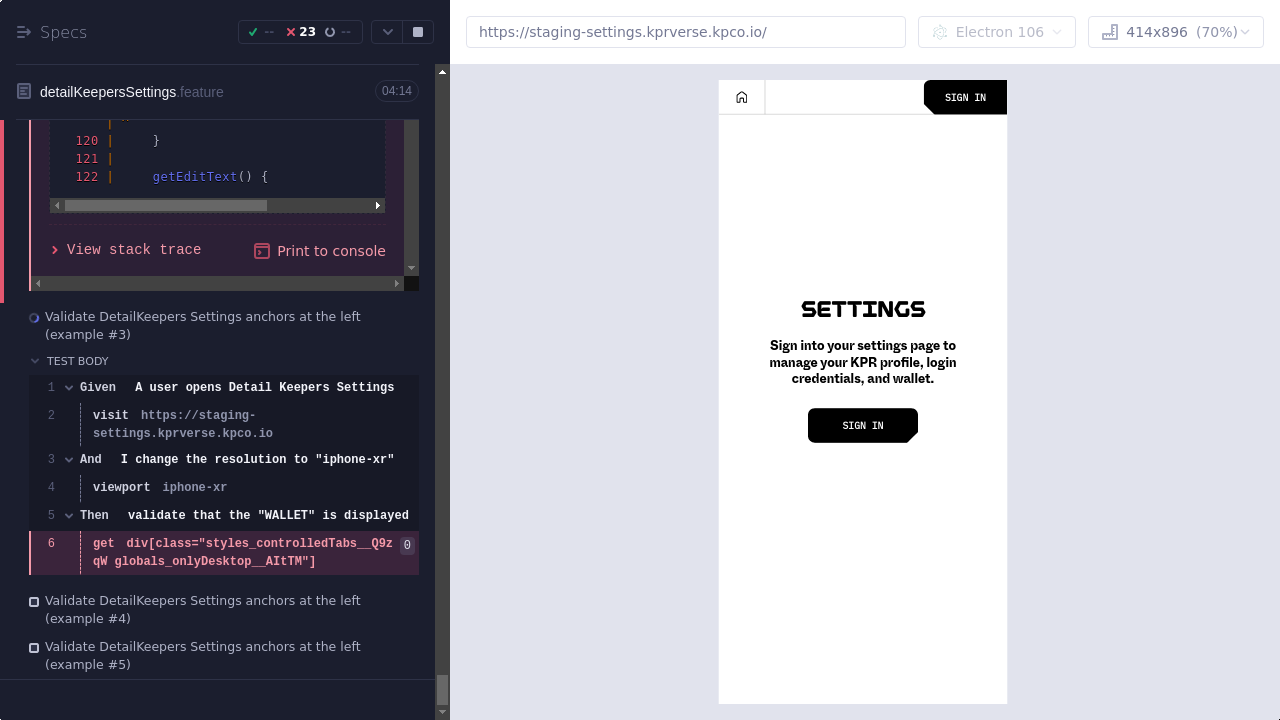 Specs
-- 23 --
https://staging-settings.kprverse.kpco.io/
Electron 106
414x896 (70%)
detailKeepersSettings.feature
04:14
SIGN IN
120 | }
121 |
122 | getEditText() {
View stack trace
Print to console
Validate DetailKeepers Settings anchors at the left
(example #3)
TEST BODY
1 Given A user opens Detail Keepers Settings
2 visit https://staging-
settings.kprverse.kpco.io
3 And I change the resolution to "iphone-xr"
4 viewport iphone-xr
5 Then validate that the "WALLET" is displayed
6 get div[class="styles_controlledTabs__Q9z 0
qW globals_onlyDesktop__AItTM"]
Validate DetailKeepers Settings anchors at the left
(example #4)
Validate DetailKeepers Settings anchors at the left
(example #5)
SETTINGS
Sign into your settings page to
manage your KPR profile, login
credentials, and wallet.
SIGN IN